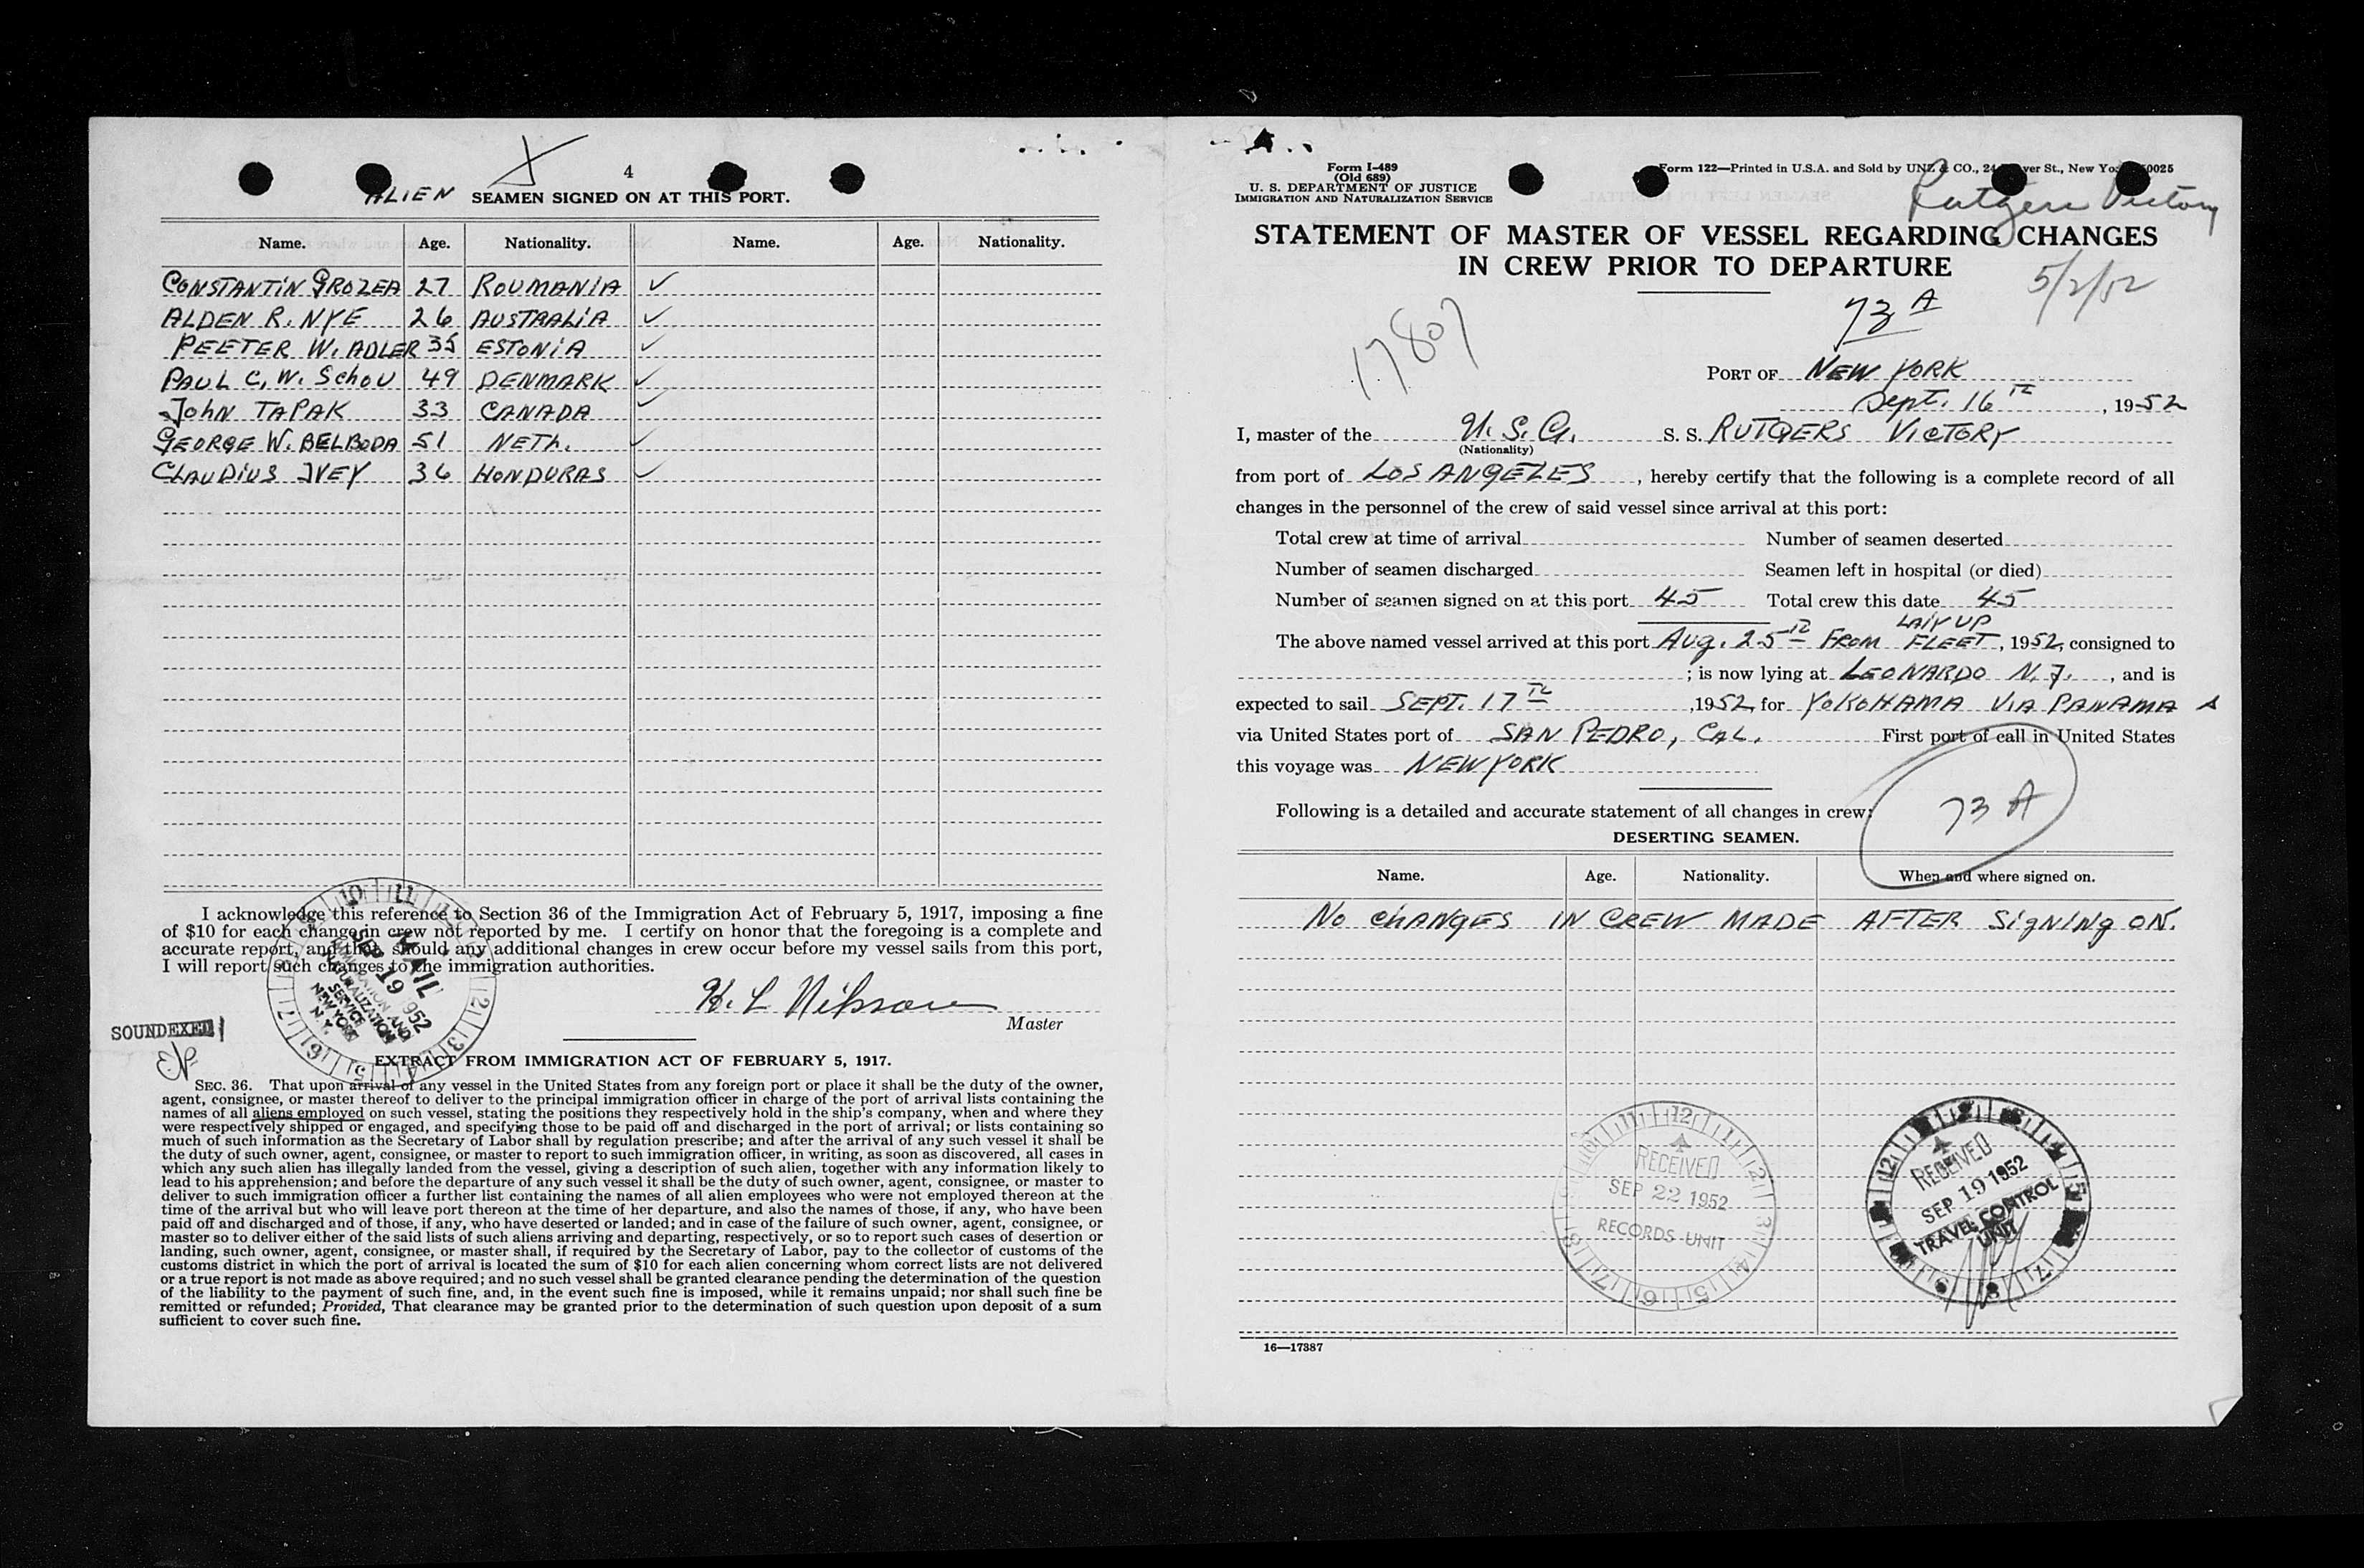 4
ALIEN SEAMEN SIGNED ON AT THIS PORT.
Name. Age. Nationality. Name. Age. Nationality.
CONSTANTIN GROZEA 27 ROUMANIA ✓
ALDEN R. NYE 26 AUSTRALIA ✓
PEETER W. ADLER 35 ESTONIA ✓
PAUL C. W. SCHOU 49 DENMARK ✓
JOHN TAPAK 33 CANADA ✓
GEORGE W. BELBODA 51 NETH. ✓
CLAUDIUS IVEY 36 HONDURAS ✓
I acknowledge this reference to Section 36 of the Immigration Act of February 5, 1917, imposing a fine
of $10 for each change in crew not reported by me. I certify on honor that the foregoing is a complete and
accurate report, and that should any additional changes in crew occur before my vessel sails from this port,
I will report such changes to the immigration authorities.
MAIL
SEP 19 1952
IMMIGRATION AND
NATURALIZATION
SERVICE
NEW YORK
N. Y.
H. L. Nilsson
Master
SOUNDEXED
EXTRACT FROM IMMIGRATION ACT OF FEBRUARY 5, 1917.
SEC. 36. That upon arrival of any vessel in the United States from any foreign port or place it shall be the duty of the owner,
agent, consignee, or master thereof to deliver to the principal immigration officer in charge of the port of arrival lists containing the
names of all aliens employed on such vessel, stating the positions they respectively hold in the ship's company, when and where they
were respectively shipped or engaged, and specifying those to be paid off and discharged in the port of arrival; or lists containing so
much of such information as the Secretary of Labor shall by regulation prescribe; and after the arrival of any such vessel it shall be
the duty of such owner, agent, consignee, or master to report to such immigration officer, in writing, as soon as discovered, all cases in
which any such alien has illegally landed from the vessel, giving a description of such alien, together with any information likely to
lead to his apprehension; and before the departure of any such vessel it shall be the duty of such owner, agent, consignee, or master to
deliver to such immigration officer a further list containing the names of all alien employees who were not employed thereon at the
time of the arrival but who will leave port thereon at the time of her departure, and also the names of those, if any, who have been
paid off and discharged and of those, if any, who have deserted or landed; and in case of the failure of such owner, agent, consignee, or
master so to deliver either of the said lists of such aliens arriving and departing, respectively, or so to report such cases of desertion or
landing, such owner, agent, consignee, or master shall, if required by the Secretary of Labor, pay to the collector of customs of the
customs district in which the port of arrival is located the sum of $10 for each alien concerning whom correct lists are not delivered
or a true report is not made as above required; and no such vessel shall be granted clearance pending the determination of the question
of the liability to the payment of such fine, and, in the event such fine is imposed, while it remains unpaid; nor shall such fine be
remitted or refunded; Provided, That clearance may be granted prior to the determination of such question upon deposit of a sum
sufficient to cover such fine.
Form I-489
(Old 689)
U. S. DEPARTMENT OF JUSTICE
IMMIGRATION AND NATURALIZATION SERVICE
Form 122—Printed in U.S.A. and Sold by UNZ & CO., 24 ver St., New Yo 0025
Rutgers Victory
STATEMENT OF MASTER OF VESSEL REGARDING CHANGES
IN CREW PRIOR TO DEPARTURE
5/2/52
73 A
17807
PORT OF NEW YORK
Sept. 16th, 1952
I, master of the U. S. A. S. S. RUTGERS VICTORY
(Nationality)
from port of LOS ANGELES, hereby certify that the following is a complete record of all
changes in the personnel of the crew of said vessel since arrival at this port:
Total crew at time of arrival Number of seamen deserted
Number of seamen discharged Seamen left in hospital (or died)
Number of seamen signed on at this port 45 Total crew this date 45
LAIY UP
The above named vessel arrived at this port Aug. 25th FROM FLEET, 1952, consigned to
; is now lying at LEONARDO N.J., and is
expected to sail SEPT. 17th, 1952, for YOKOHAMA VIA PANAMA &
via United States port of SAN PEDRO, CAL. First port of call in United States
this voyage was NEW YORK
Following is a detailed and accurate statement of all changes in crew:
73 A
DESERTING SEAMEN.
Name. Age. Nationality. When and where signed on.
NO CHANGES IN CREW MADE AFTER SIGNING ON.
RECEIVED
SEP 22 1952
RECORDS UNIT
RECEIVED
SEP 19 1952
TRAVEL CONTROL
UNIT
16—17387